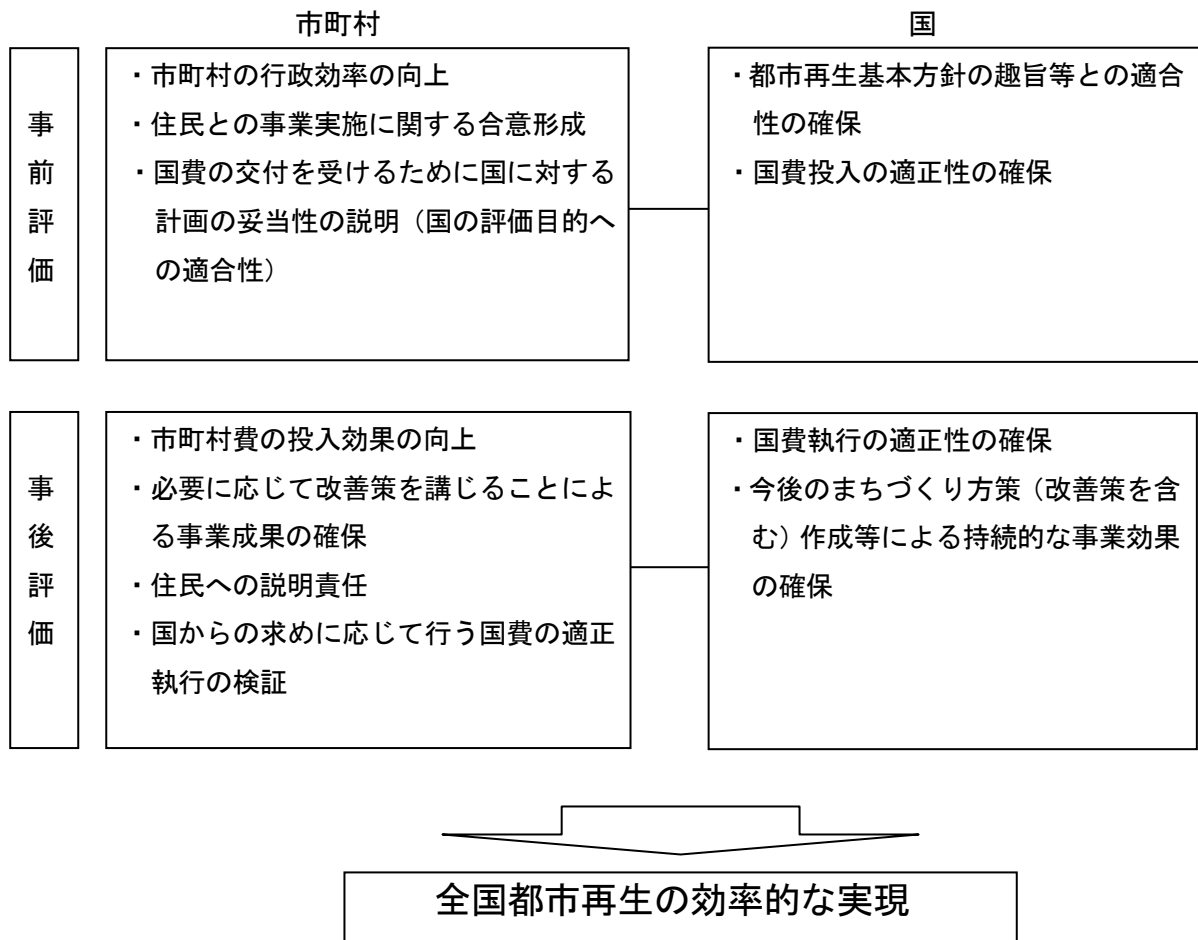 市町村
国
事前評価
・市町村の行政効率の向上
・住民との事業実施に関する合意形成
・国費の交付を受けるために国に対する
計画の妥当性の説明（国の評価目的へ
の適合性）
・都市再生基本方針の趣旨等との適合
性の確保
・国費投入の適正性の確保
事後評価
・市町村費の投入効果の向上
・必要に応じて改善策を講じることによ
る事業成果の確保
・住民への説明責任
・国からの求めに応じて行う国費の適正
執行の検証
・国費執行の適正性の確保
・今後のまちづくり方策（改善策を含
む）作成等による持続的な事業効果
の確保
全国都市再生の効率的な実現